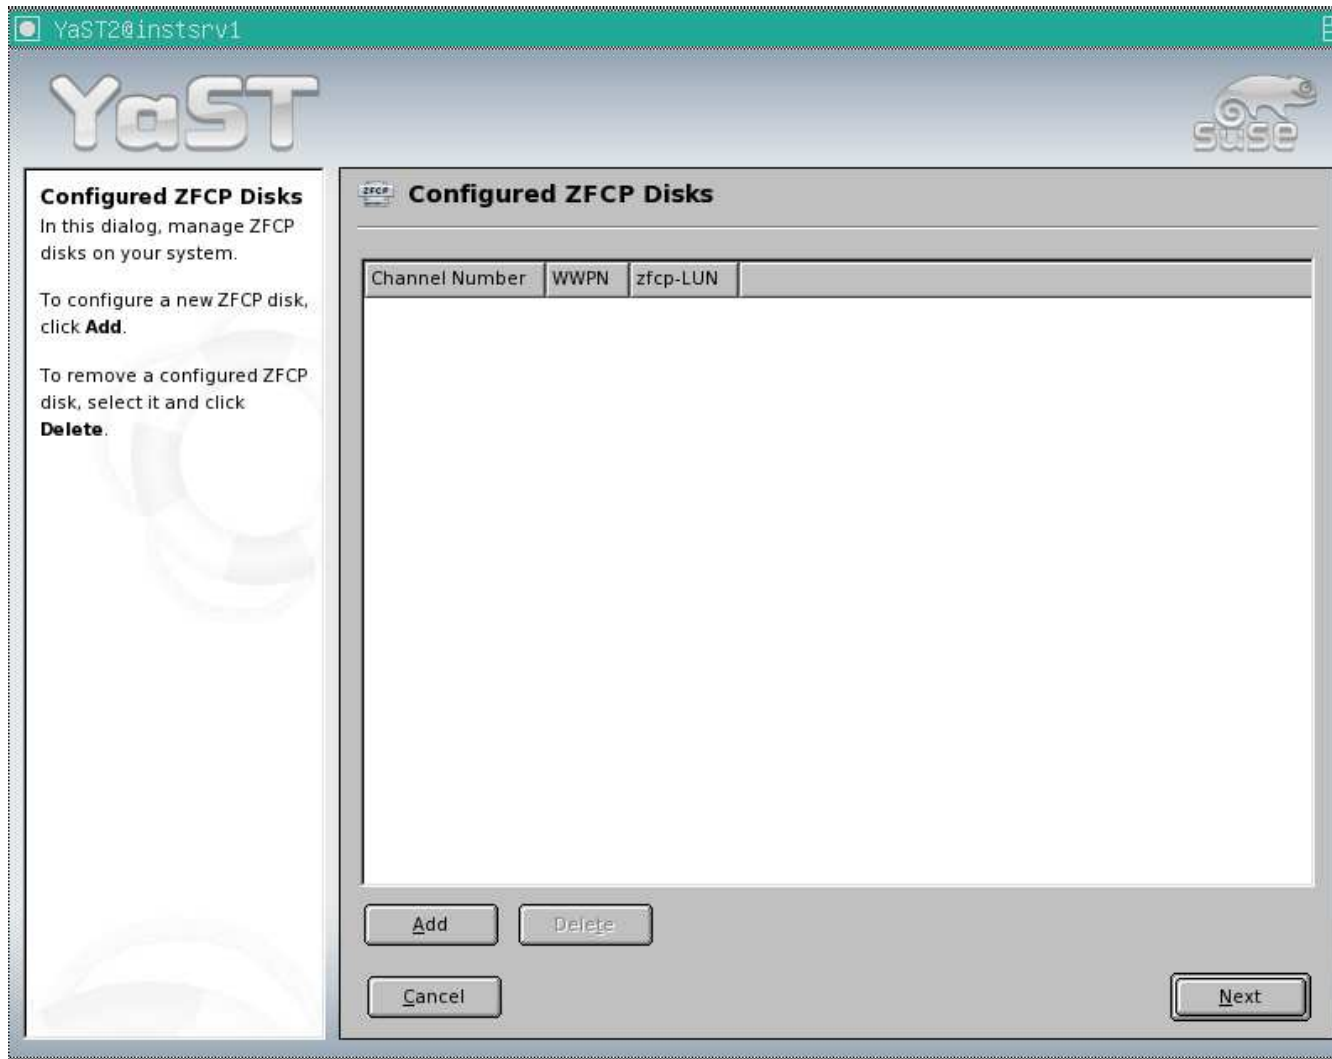 YaST2@instsrv1
YaST
suse
Configured ZFCP Disks
In this dialog, manage ZFCP
disks on your system.
To configure a new ZFCP disk,
click Add.
To remove a configured ZFCP
disk, select it and click
Delete.
ZFCP
Configured ZFCP Disks
Channel Number WWPN zfcp-LUN
Add Delete
Cancel Next